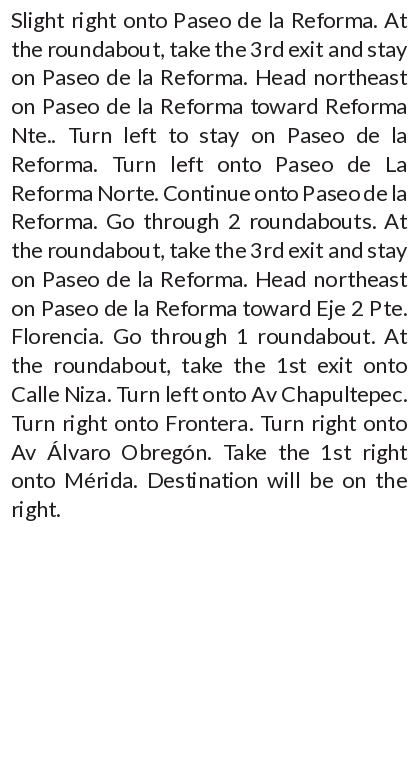 Slight right onto Paseo de la Reforma. At
the roundabout, take the 3rd exit and stay
on Paseo de la Reforma. Head northeast
on Paseo de la Reforma toward Reforma
Nte.. Turn left to stay on Paseo de la
Reforma. Turn left onto Paseo de La
Reforma Norte. Continue onto Paseo de la
Reforma. Go through 2 roundabouts. At
the roundabout, take the 3rd exit and stay
on Paseo de la Reforma. Head northeast
on Paseo de la Reforma toward Eje 2 Pte.
Florencia. Go through 1 roundabout. At
the roundabout, take the 1st exit onto
Calle Niza. Turn left onto Av Chapultepec.
Turn right onto Frontera. Turn right onto
Av Álvaro Obregón. Take the 1st right
onto Mérida. Destination will be on the
right.